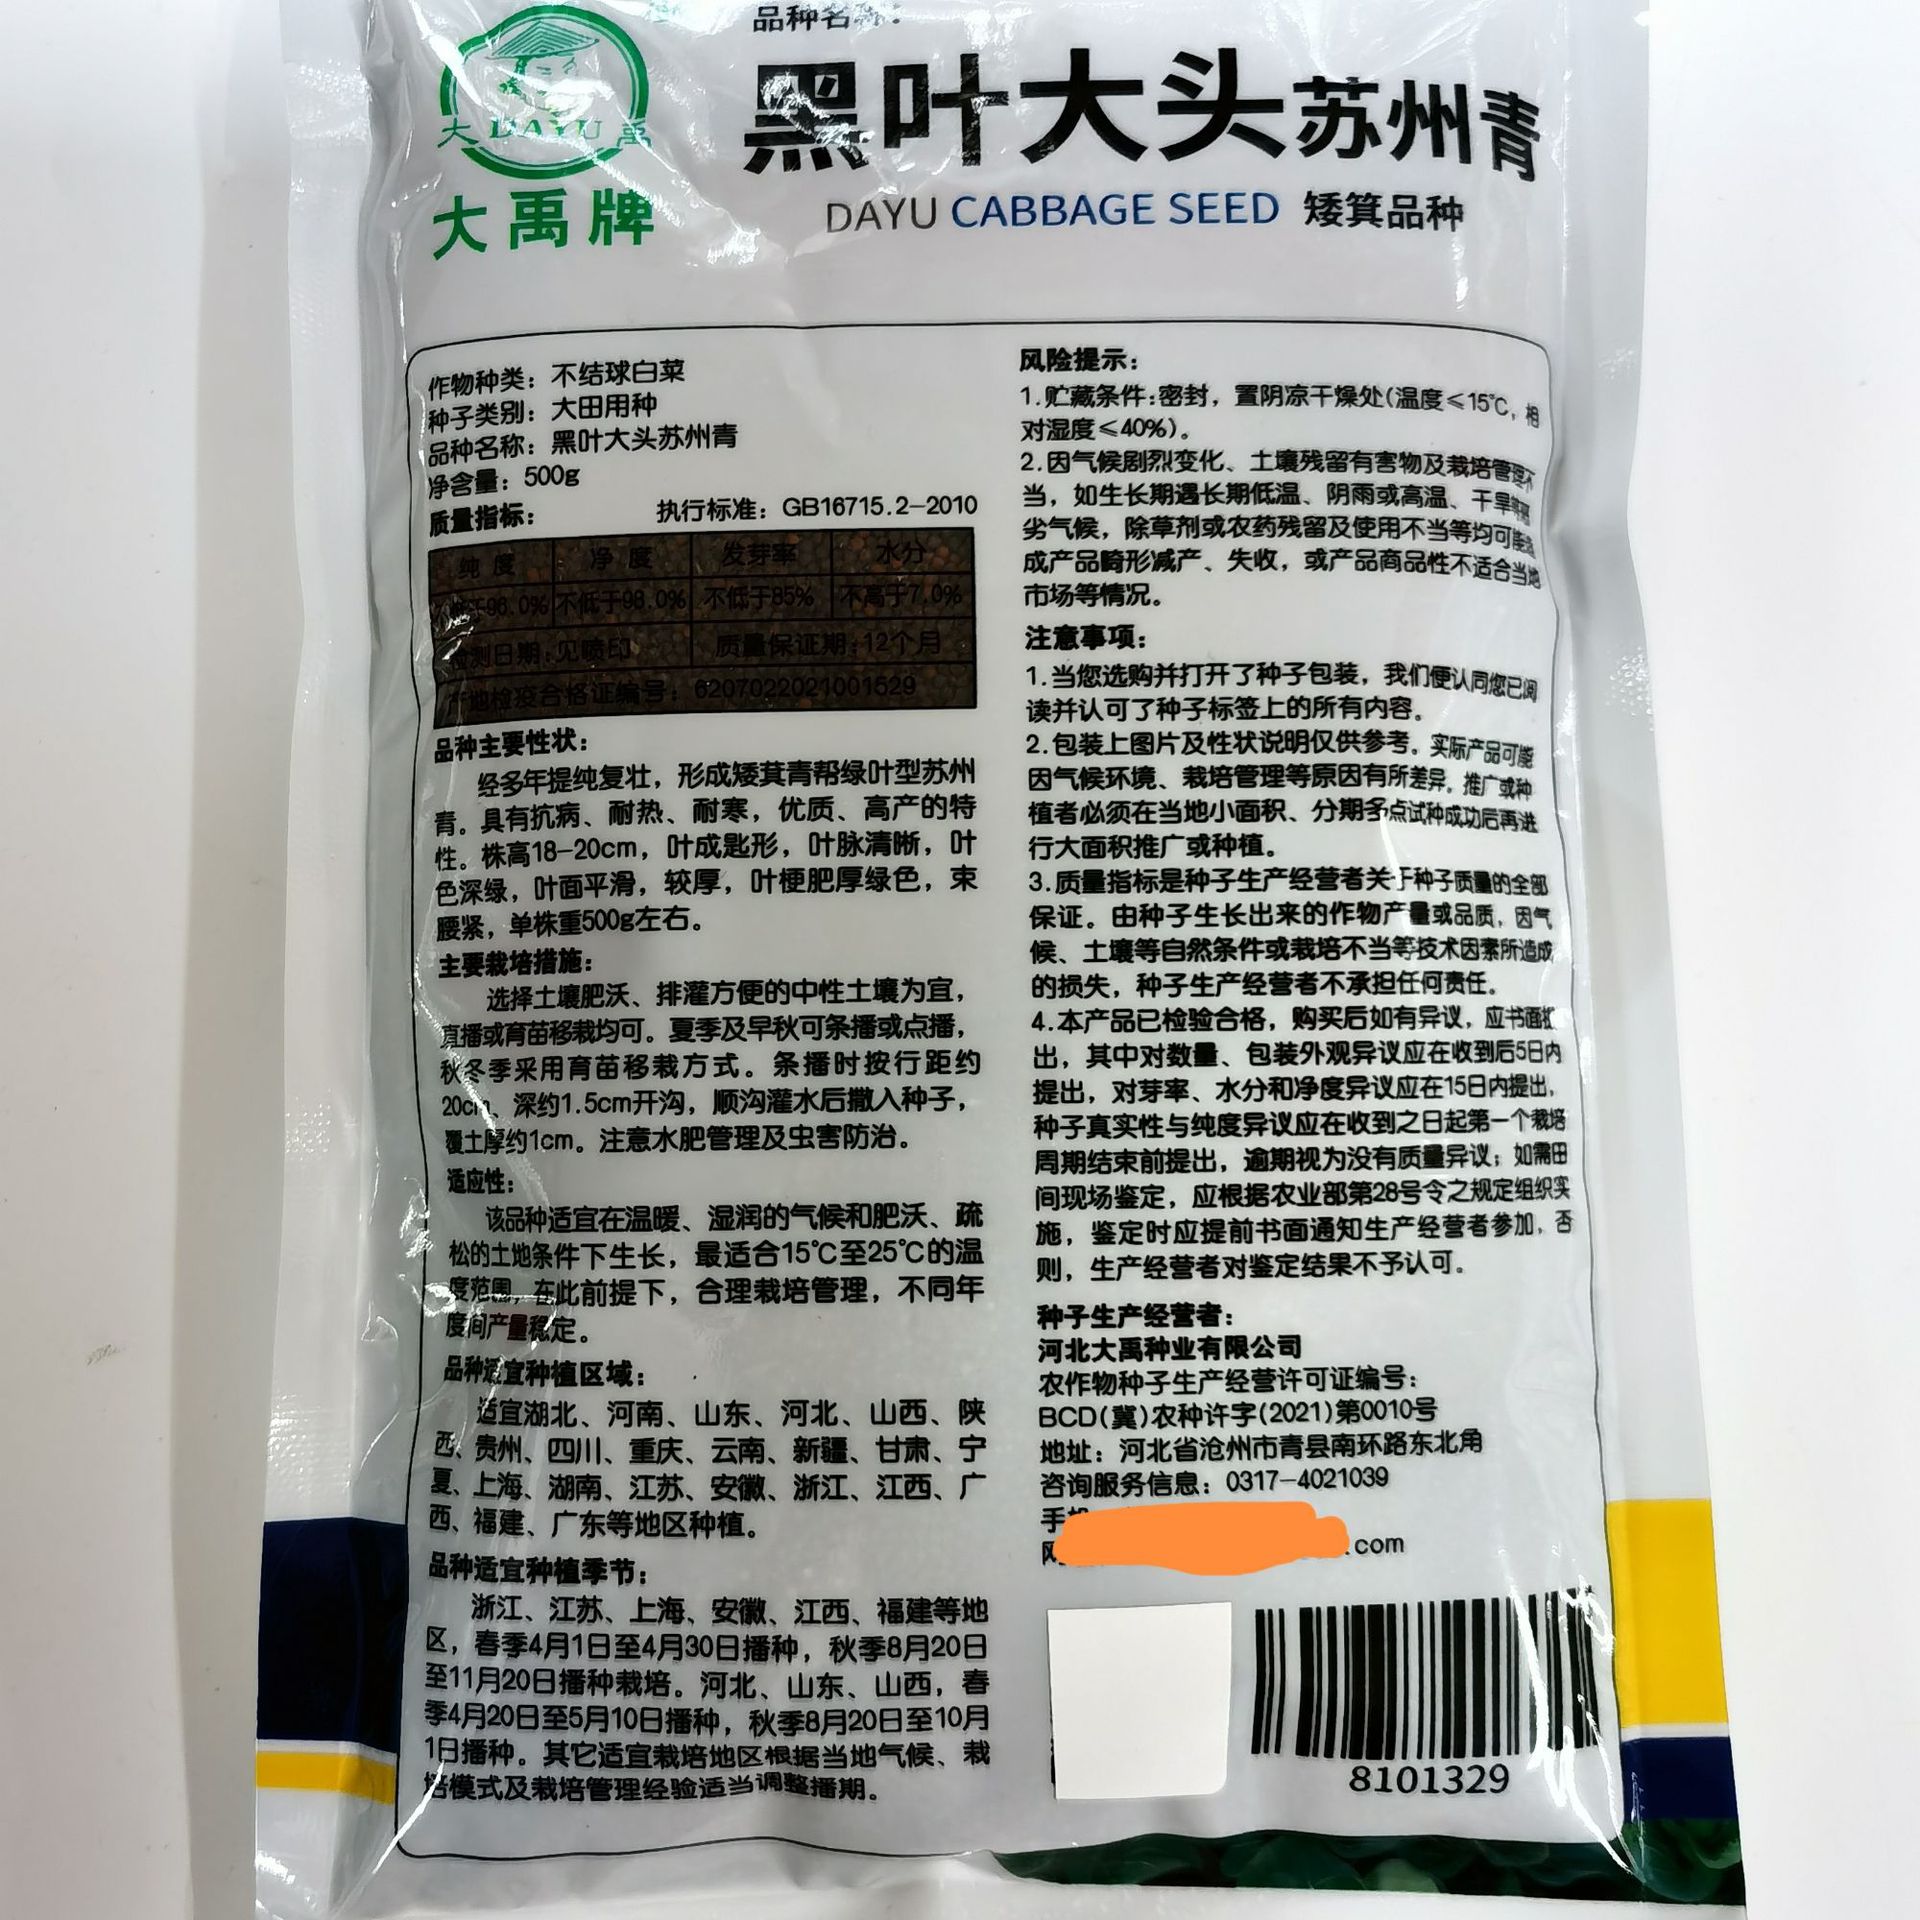 品种名称：
黑叶大头苏州青
DAYU CABBAGE SEED 矮箕品种
大 DAYU 禹
大禹牌
作物种类：不结球白菜
种子类别：大田用种
品种名称：黑叶大头苏州青
净含量：500g
质量指标： 执行标准：GB16715.2-2010
纯度 净度 发芽率 水分
不低于96.0% 不低于98.0% 不低于85% 不高于7.0%
检测日期：见喷印 质量保证期：12个月
产地检疫合格证编号：6207022021001529
品种主要性状：
经多年提纯复壮，形成矮萁青帮绿叶型苏州
青。具有抗病、耐热、耐寒，优质、高产的特
性。株高18-20cm，叶成匙形，叶脉清晰，叶
色深绿，叶面平滑，较厚，叶梗肥厚绿色，束
腰紧，单株重500g左右。
主要栽培措施：
选择土壤肥沃、排灌方便的中性土壤为宜，
直播或育苗移栽均可。夏季及早秋可条播或点播，
秋冬季采用育苗移栽方式。条播时按行距约
20cm、深约1.5cm开沟，顺沟灌水后撒入种子，
覆土厚约1cm。注意水肥管理及虫害防治。
适应性：
该品种适宜在温暖、湿润的气候和肥沃、疏
松的土地条件下生长，最适合15℃至25℃的温
度范围，在此前提下，合理栽培管理，不同年
度间产量稳定。
品种适宜种植区域：
适宜湖北、河南、山东、河北、山西、陕
西、贵州、四川、重庆、云南、新疆、甘肃、宁
夏、上海、湖南、江苏、安徽、浙江、江西、广
西、福建、广东等地区种植。
品种适宜种植季节：
浙江、江苏、上海、安徽、江西、福建等地
区，春季4月1日至4月30日播种，秋季8月20日
至11月20日播种栽培。河北、山东、山西，春
季4月20日至5月10日播种，秋季8月20日至10月
1日播种。其它适宜栽培地区根据当地气候、栽
培模式及栽培管理经验适当调整播期。
风险提示：
1.贮藏条件：密封，置阴凉干燥处(温度≤15℃，相
对湿度≤40%)。
2.因气候剧烈变化、土壤残留有害物及栽培管理不
当，如生长期遇长期低温、阴雨或高温、干旱等恶
劣气候，除草剂或农药残留及使用不当等均可能造
成产品畸形减产、失收，或产品商品性不适合当地
市场等情况。
注意事项：
1.当您选购并打开了种子包装，我们便认同您已阅
读并认可了种子标签上的所有内容。
2.包装上图片及性状说明仅供参考。实际产品可能
因气候环境、栽培管理等原因有所差异。推广或种
植者必须在当地小面积、分期多点试种成功后再进
行大面积推广或种植。
3.质量指标是种子生产经营者关于种子质量的全部
保证。由种子生长出来的作物产量或品质，因气
候、土壤等自然条件或栽培不当等技术因素所造成
的损失，种子生产经营者不承担任何责任。
4.本产品已检验合格，购买后如有异议，应书面提
出，其中对数量、包装外观异议应在收到后5日内
提出，对芽率、水分和净度异议应在15日内提出，
种子真实性与纯度异议应在收到之日起第一个栽培
周期结束前提出，逾期视为没有质量异议；如需田
间现场鉴定，应根据农业部第28号令之规定组织实
施，鉴定时应提前书面通知生产经营者参加，否
则，生产经营者对鉴定结果不予认可。
种子生产经营者：
河北大禹种业有限公司
农作物种子生产经营许可证编号：
BCD(冀)农种许字(2021)第0010号
地址：河北省沧州市青县南环路东北角
咨询服务信息：0317-4021039
手机
网 .com
8101329